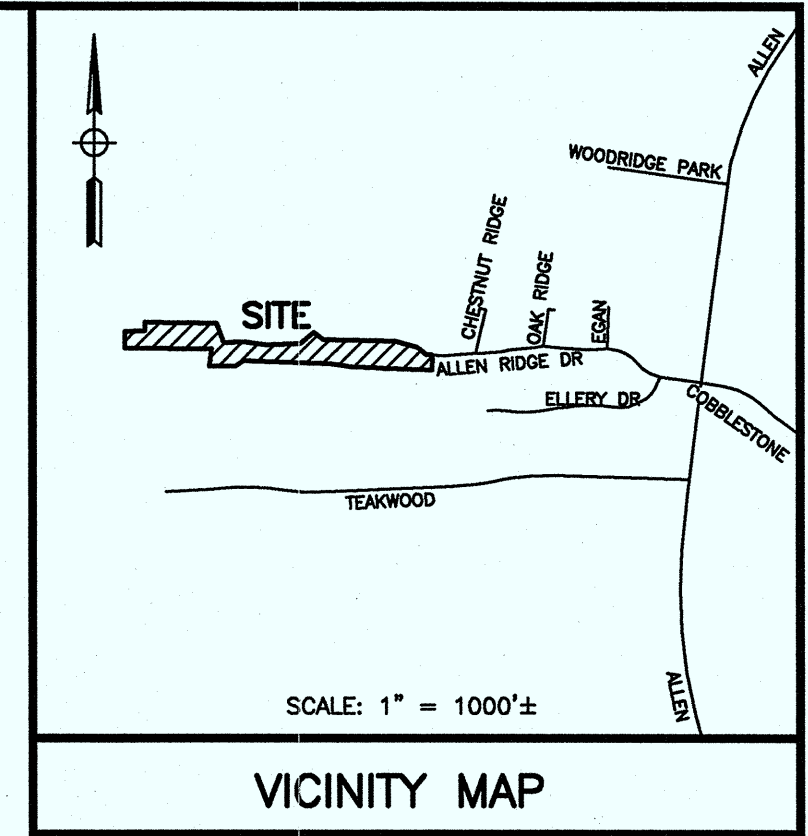 ALLEN
WOODRIDGE PARK
CHESTNUT RIDGE
OAK RIDGE
EGAN
SITE
ALLEN RIDGE DR
ELLERY DR
COBBLESTONE
TEAKWOOD
ALLEN
SCALE: 1" = 1000'±
VICINITY MAP